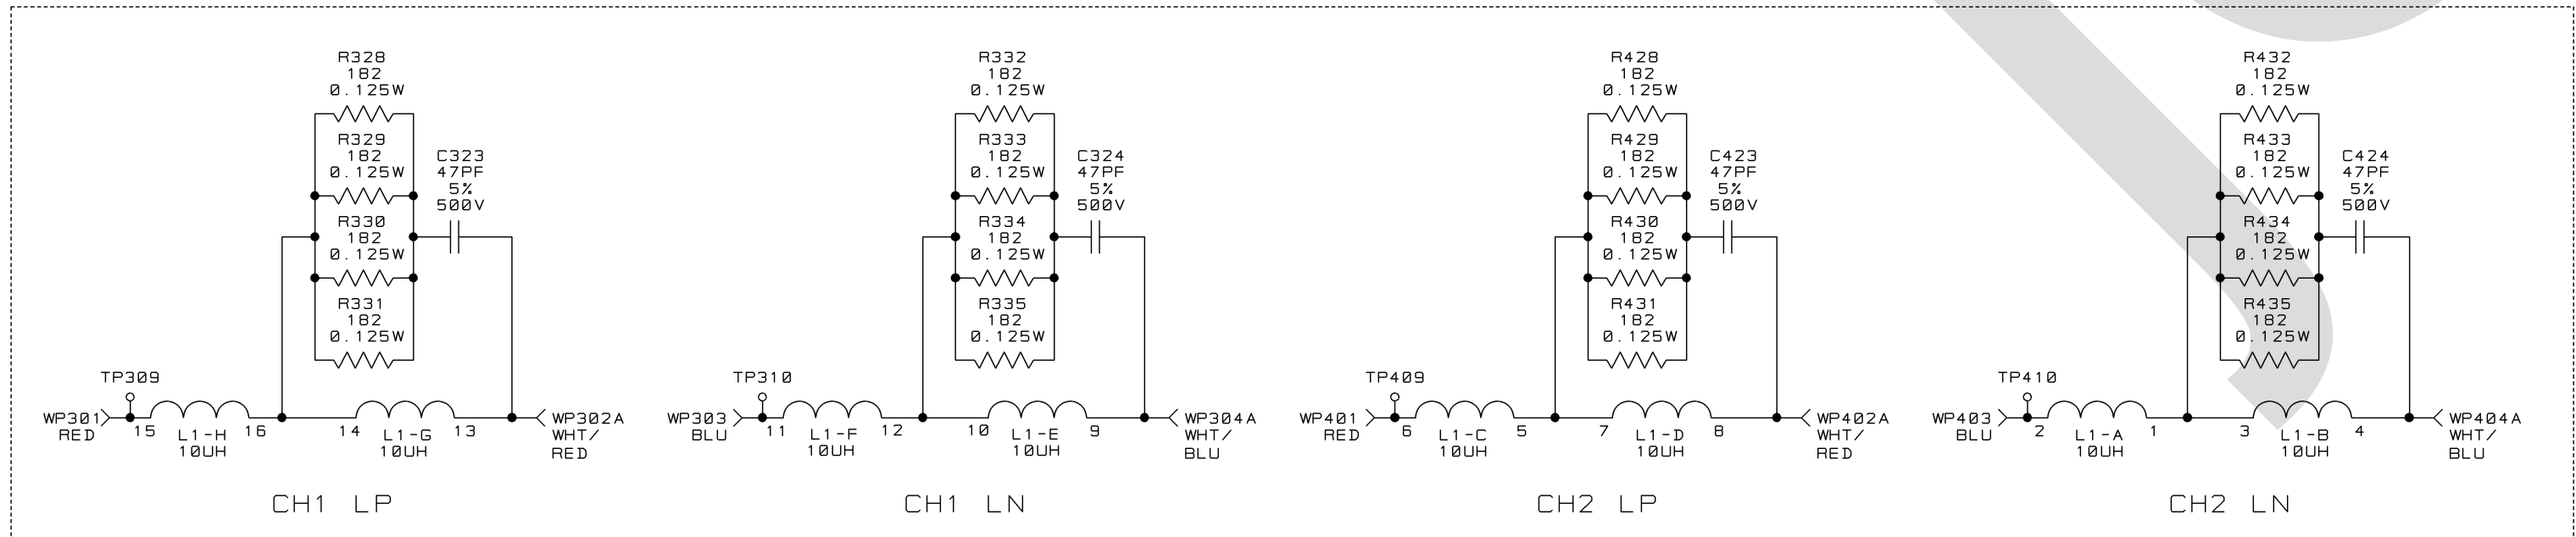 R328
182
0.125W
R329
182
0.125W
R330
182
0.125W
R331
182
0.125W
C323
47PF
5%
500V
TP309
WP301
RED
15
L1-H
10UH
16
14
L1-G
10UH
13
WP302A
WHT/
RED
CH1 LP
R332
182
0.125W
R333
182
0.125W
R334
182
0.125W
R335
182
0.125W
C324
47PF
5%
500V
TP310
WP303
BLU
11
L1-F
10UH
12
10
L1-E
10UH
9
WP304A
WHT/
BLU
CH1 LN
R428
182
0.125W
R429
182
0.125W
R430
182
0.125W
R431
182
0.125W
C423
47PF
5%
500V
TP409
WP401
RED
6
L1-C
10UH
5
7
L1-D
10UH
8
WP402A
WHT/
RED
CH2 LP
R432
182
0.125W
R433
182
0.125W
R434
182
0.125W
R435
182
0.125W
C424
47PF
5%
500V
TP410
WP403
BLU
2
L1-A
10UH
1
3
L1-B
10UH
4
WP404A
WHT/
BLU
CH2 LN